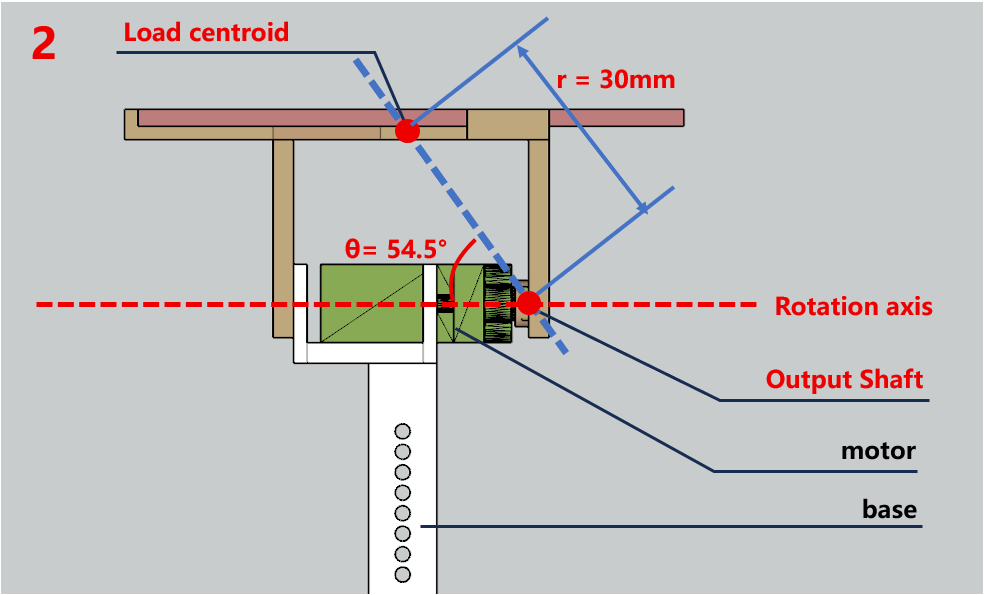 2
Load centroid
r = 30mm
θ= 54.5°
Rotation axis
Output Shaft
motor
base